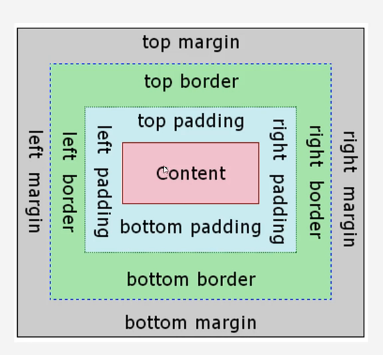 top margin
top border
top padding
left margin
left border
left padding
Content
right padding
right border
right margin
bottom padding
bottom border
bottom margin